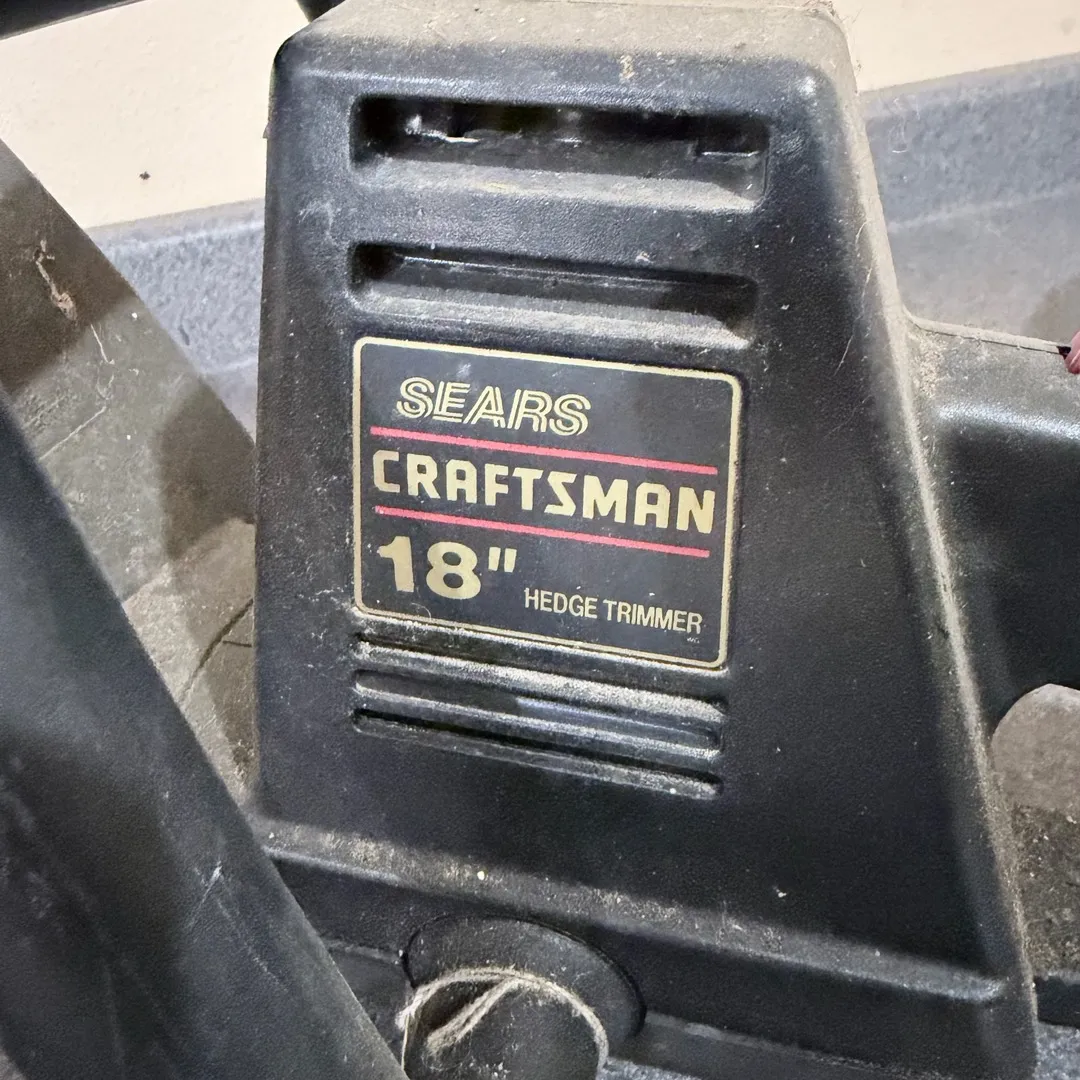 SEARS
CRAFTSMAN
18" HEDGE TRIMMER